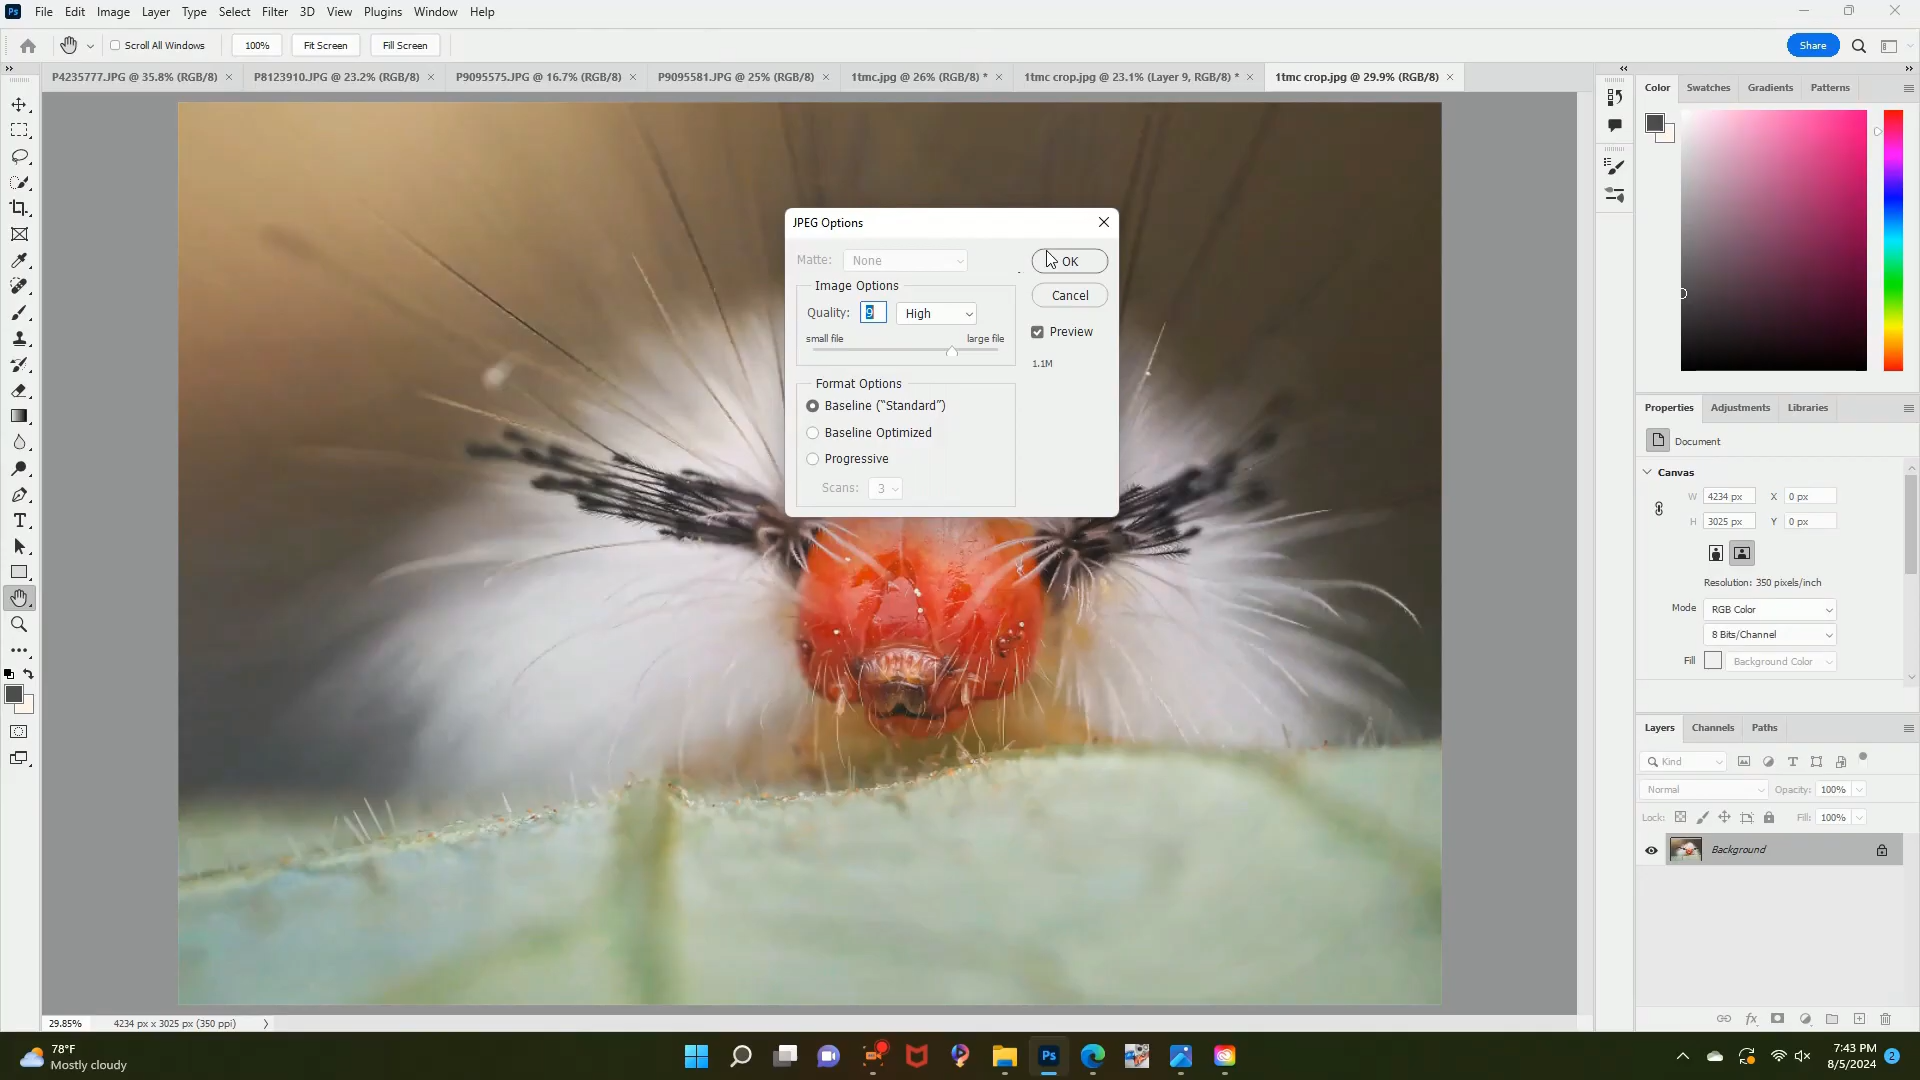 Ps File Edit Image Layer Type Select Filter 3D View Plugins Window Help
Scroll All Windows 100% Fit Screen Fill Screen Share
P4235777.JPG @ 35.8% (RGB/8) P8123910.JPG @ 23.2% (RGB/8) P9095575.JPG @ 16.7% (RGB/8) P9095581.JPG @ 25% (RGB/8) 1tmc.jpg @ 26% (RGB/8) * 1tmc crop.jpg @ 23.1% (Layer 9, RGB/8) * 1tmc crop.jpg @ 29.9% (RGB/8)
Color Swatches Gradients Patterns
JPEG Options
Matte: None OK
Image Options
Cancel
Quality: 9 High
Preview
small file large file
1.1M
Format Options
Baseline (“Standard”)
Baseline Optimized
Progressive
Scans: 3
Properties Adjustments Libraries
Document
Canvas
W 4234 px X 0 px
H 3025 px Y 0 px
Resolution: 350 pixels/inch
Mode RGB Color
8 Bits/Channel
Fill Background Color
Layers Channels Paths
Kind
Normal Opacity: 100%
Lock: Fill: 100%
Background
29.85% 4234 px x 3025 px (350 ppi)
78°F
Mostly cloudy
Ps
7:43 PM
8/5/2024
2